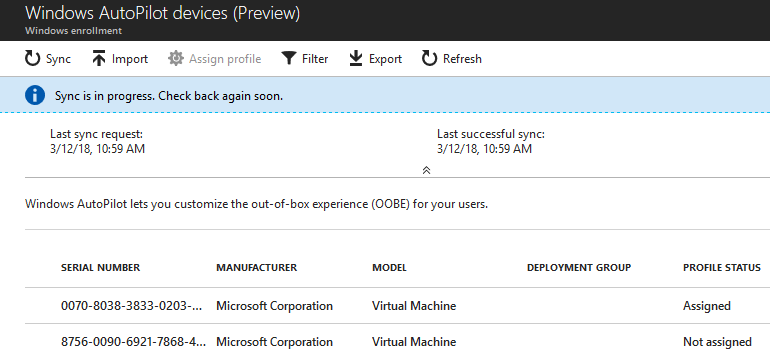 Windows AutoPilot devices (Preview)
Windows enrollment
Sync Import Assign profile Filter Export Refresh
Sync is in progress. Check back again soon.
Last sync request: Last successful sync:
3/12/18, 10:59 AM 3/12/18, 10:59 AM
Windows AutoPilot lets you customize the out-of-box experience (OOBE) for your users.
SERIAL NUMBER MANUFACTURER MODEL DEPLOYMENT GROUP PROFILE STATUS
0070-8038-3833-0203-... Microsoft Corporation Virtual Machine Assigned
8756-0090-6921-7868-4... Microsoft Corporation Virtual Machine Not assigned